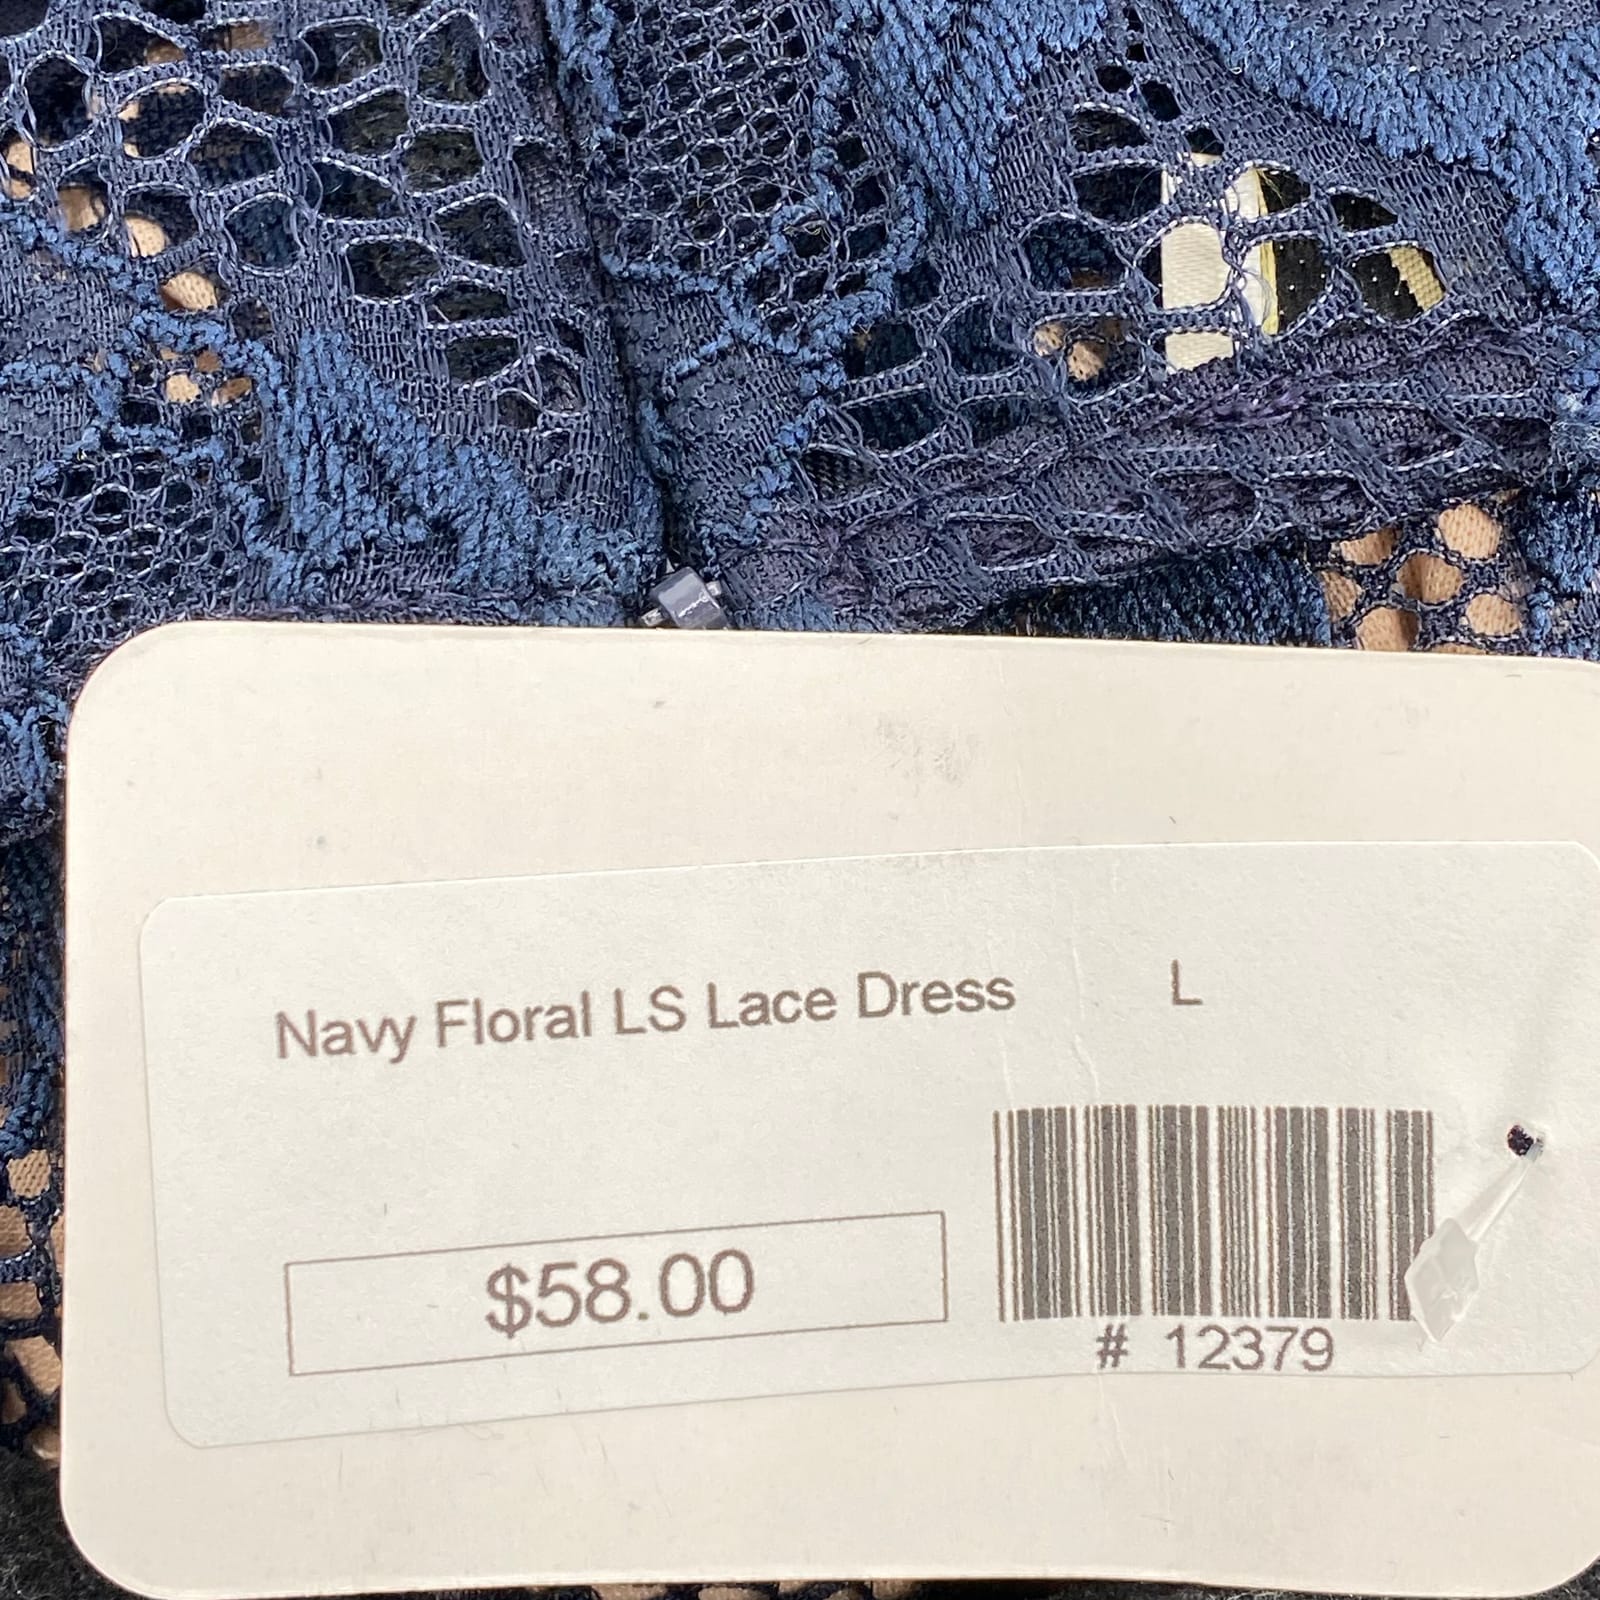 Navy Floral LS Lace Dress L
$58.00
# 12379